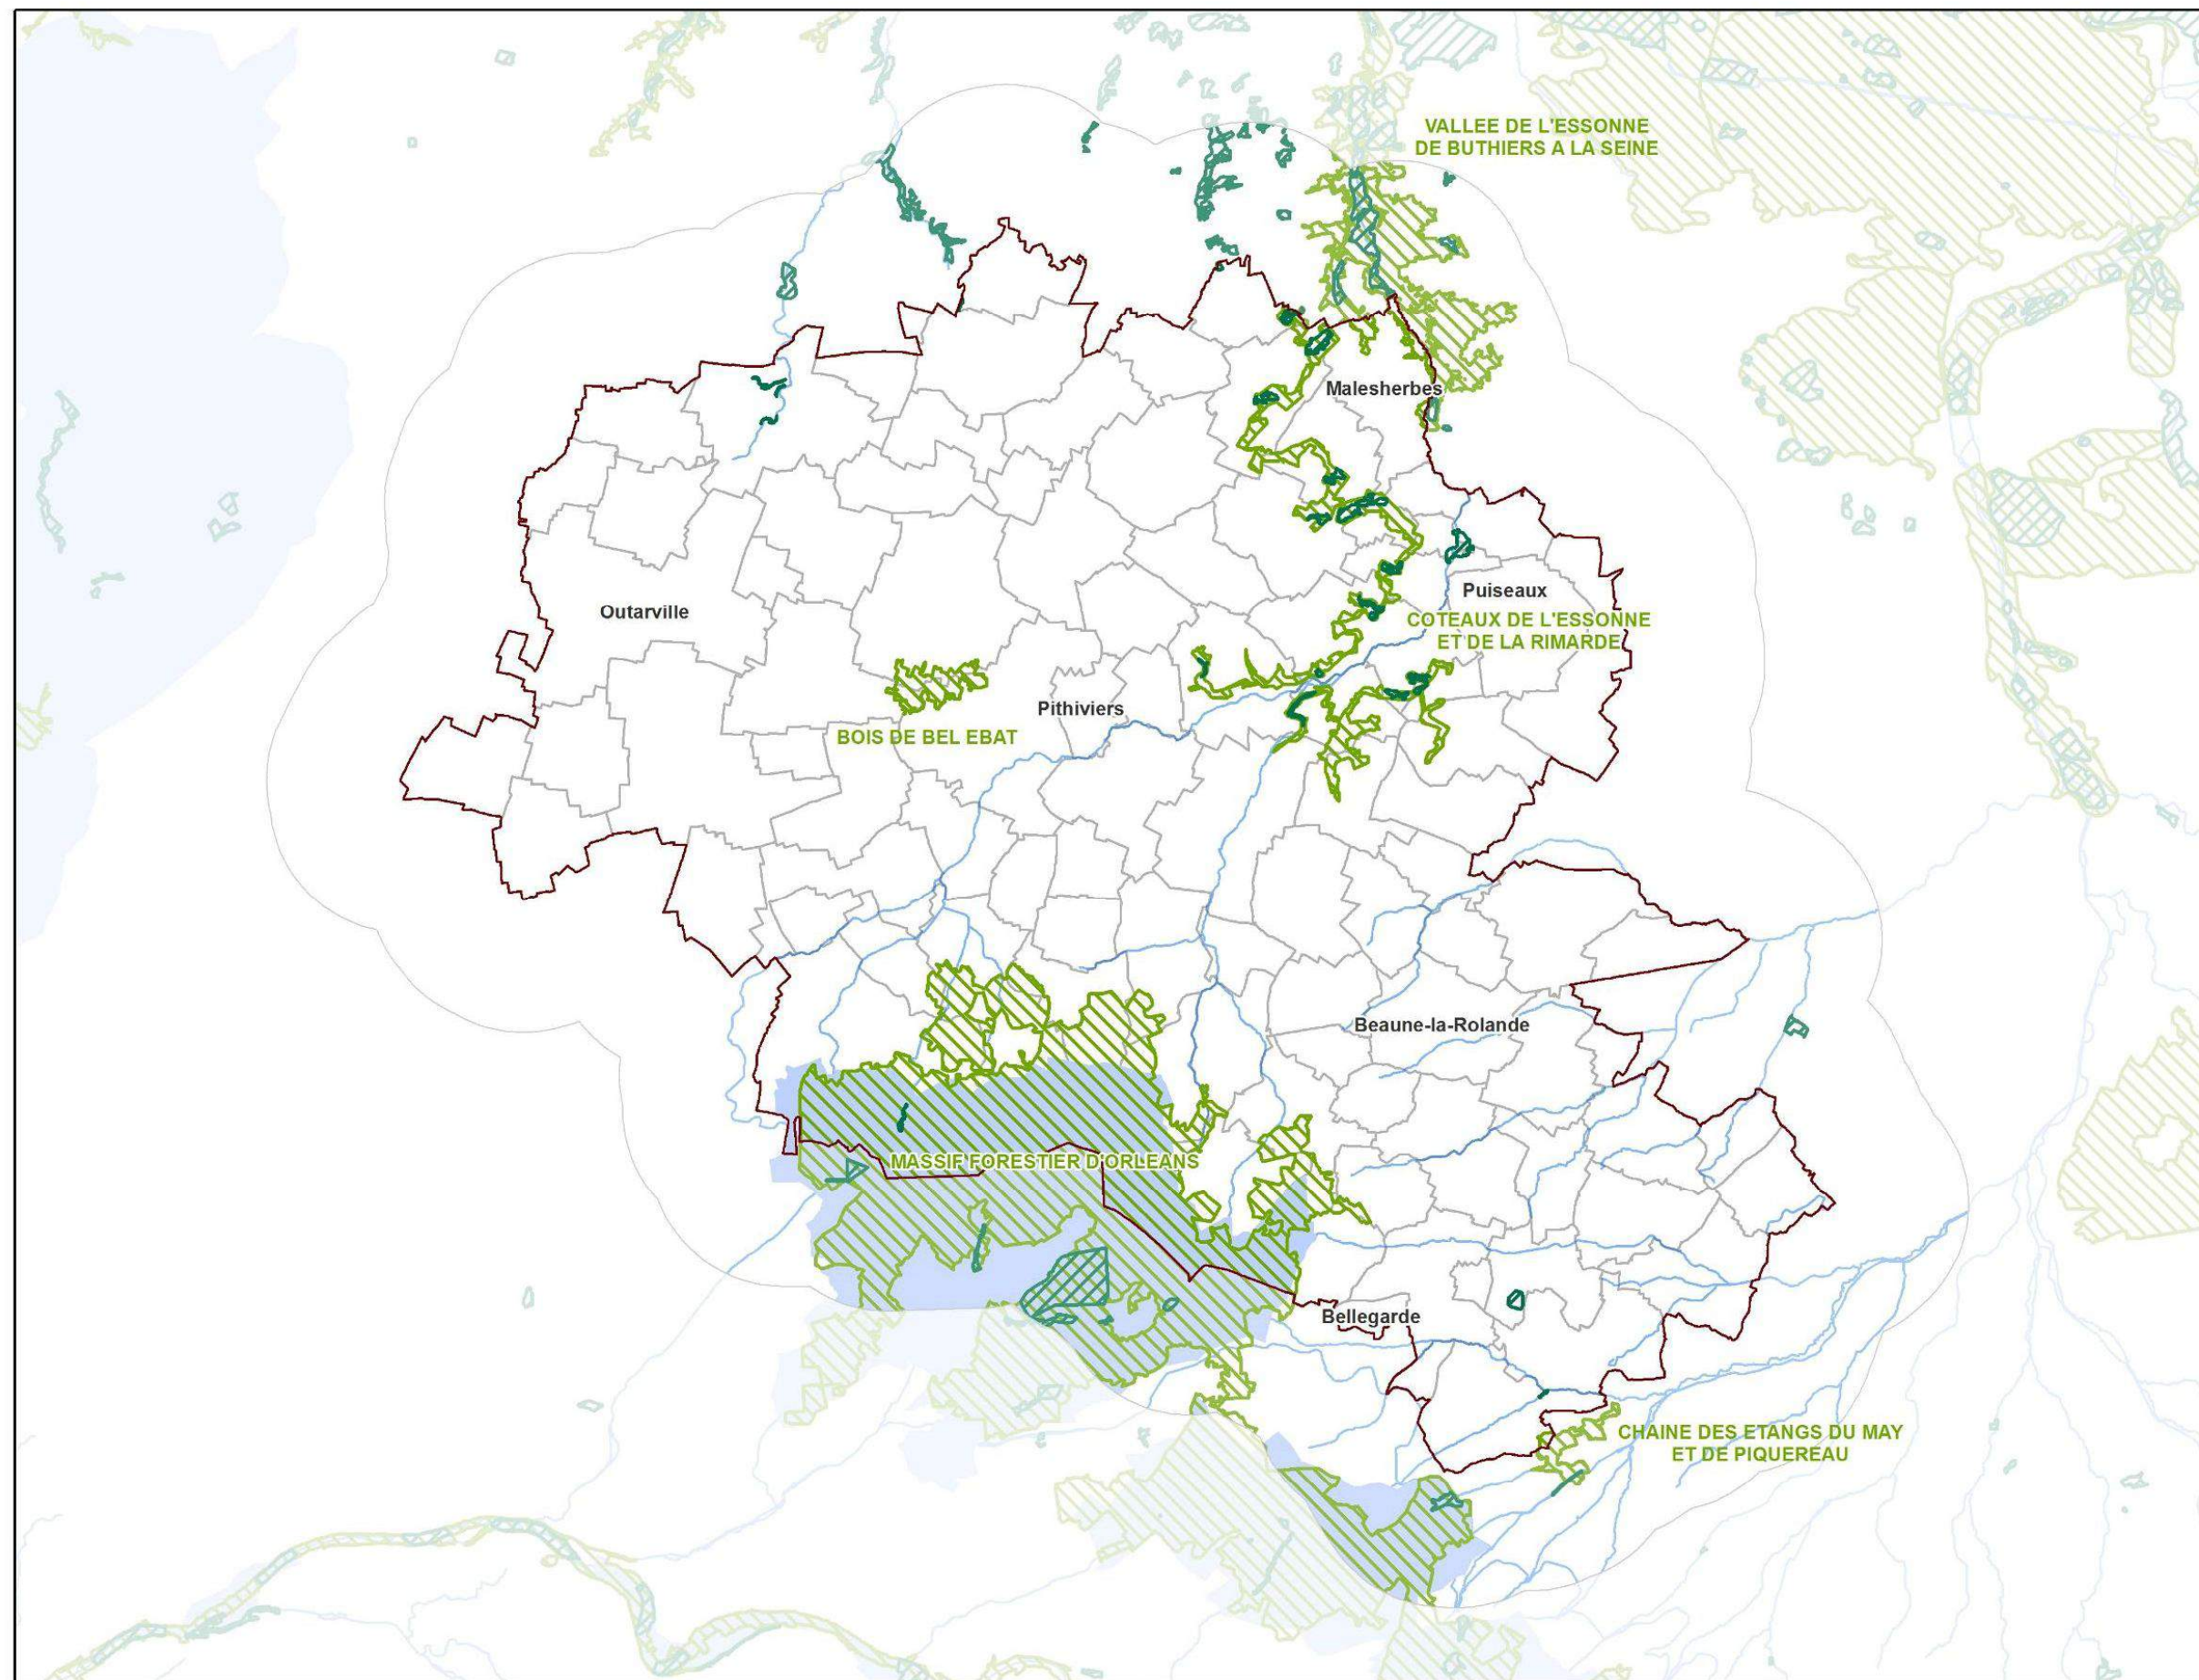 VALLEE DE L'ESSONNE
DE BUTHIERS A LA SEINE
Malesherbes
Puiseaux
Outarville
COTEAUX DE L'ESSONNE
ET DE LA RIMARDE
Pithiviers
BOIS DE BEL EBAT
Beaune-la-Rolande
MASSIF FORESTIER D'ORLEANS
Bellegarde
CHAINE DES ETANGS DU MAY
ET DE PIQUEREAU